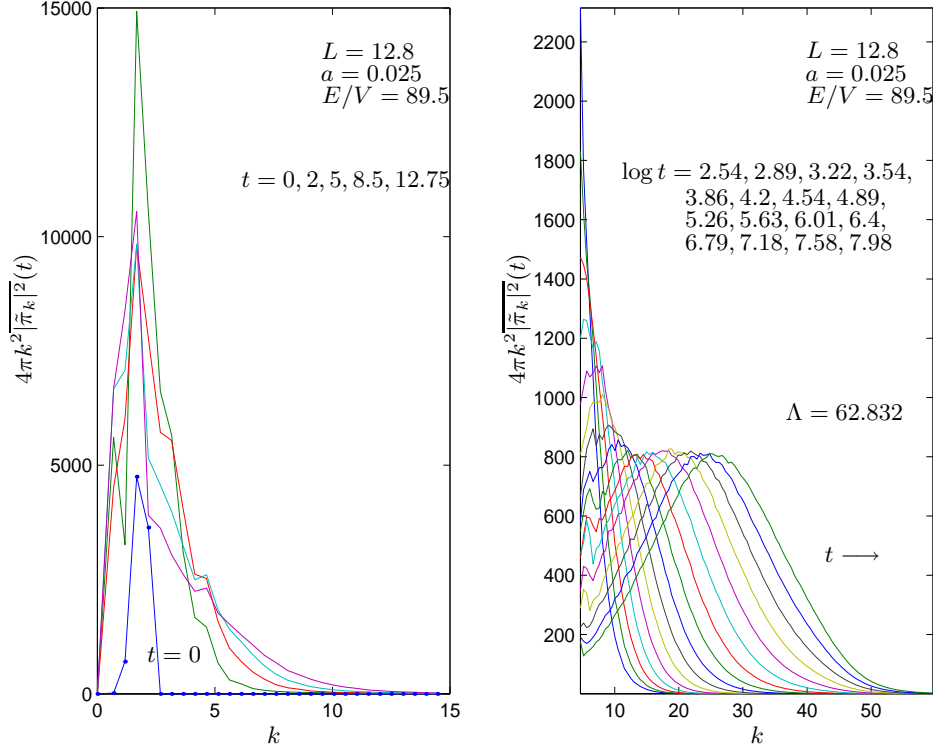 15000
10000
5000
0
0
5
10
15
k
4πk²|π̃ₖ|²(t)
L = 12.8
a = 0.025
E/V = 89.5
t = 0, 2, 5, 8.5, 12.75
t = 0
2200
2000
1800
1600
1400
1200
1000
800
600
400
200
10
20
30
40
50
k
4πk²|π̃ₖ|²(t)
L = 12.8
a = 0.025
E/V = 89.5
log t = 2.54, 2.89, 3.22, 3.54,
3.86, 4.2, 4.54, 4.89,
5.26, 5.63, 6.01, 6.4,
6.79, 7.18, 7.58, 7.98
Λ = 62.832
t ⟶